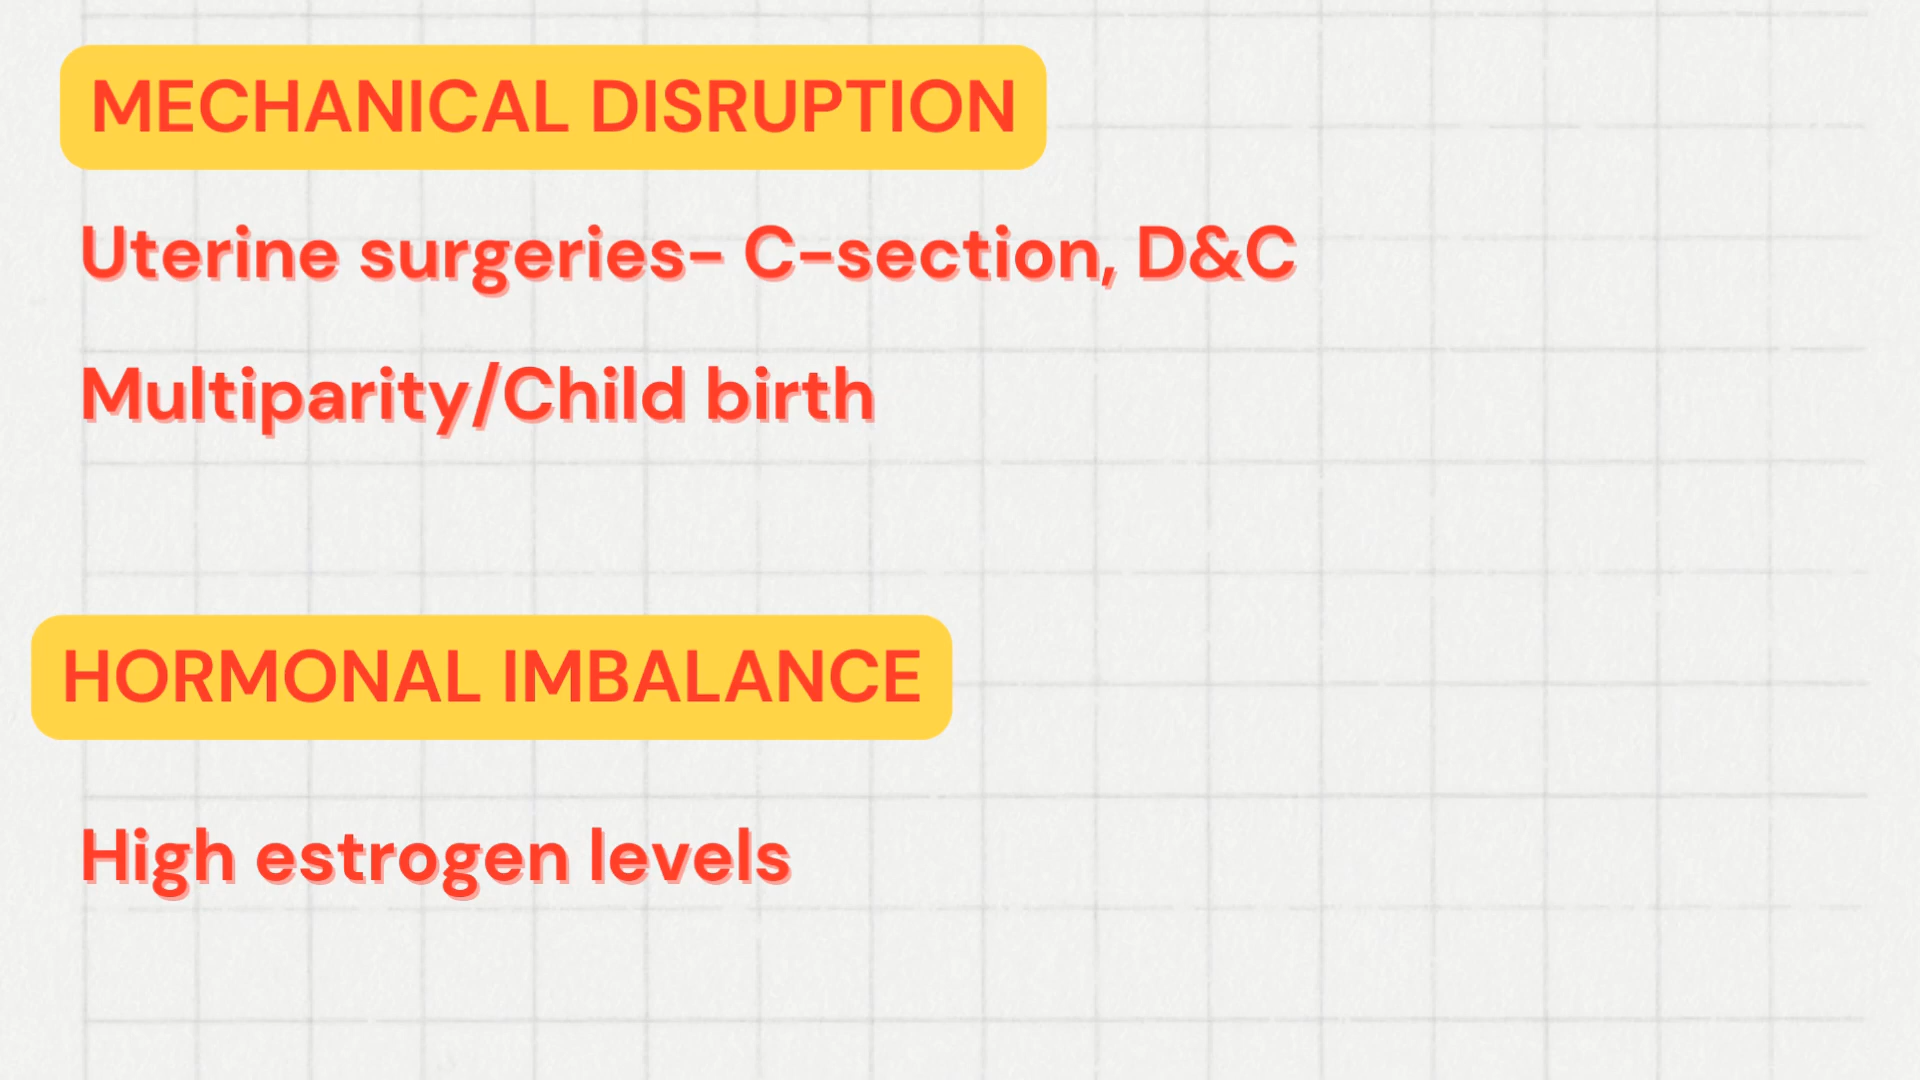 MECHANICAL DISRUPTION
Uterine surgeries- C-section, D&C
Multiparity/Child birth
HORMONAL IMBALANCE
High estrogen levels